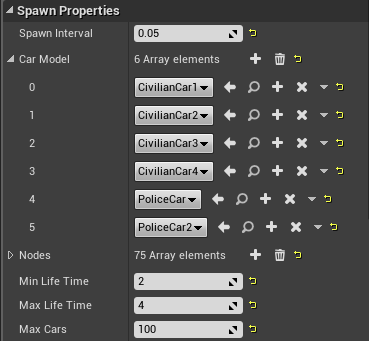 Spawn Properties
Spawn Interval 0.05
Car Model 6 Array elements
0 CivilianCar1
1 CivilianCar2
2 CivilianCar3
3 CivilianCar4
4 PoliceCar
5 PoliceCar2
Nodes 75 Array elements
Min Life Time 2
Max Life Time 4
Max Cars 100